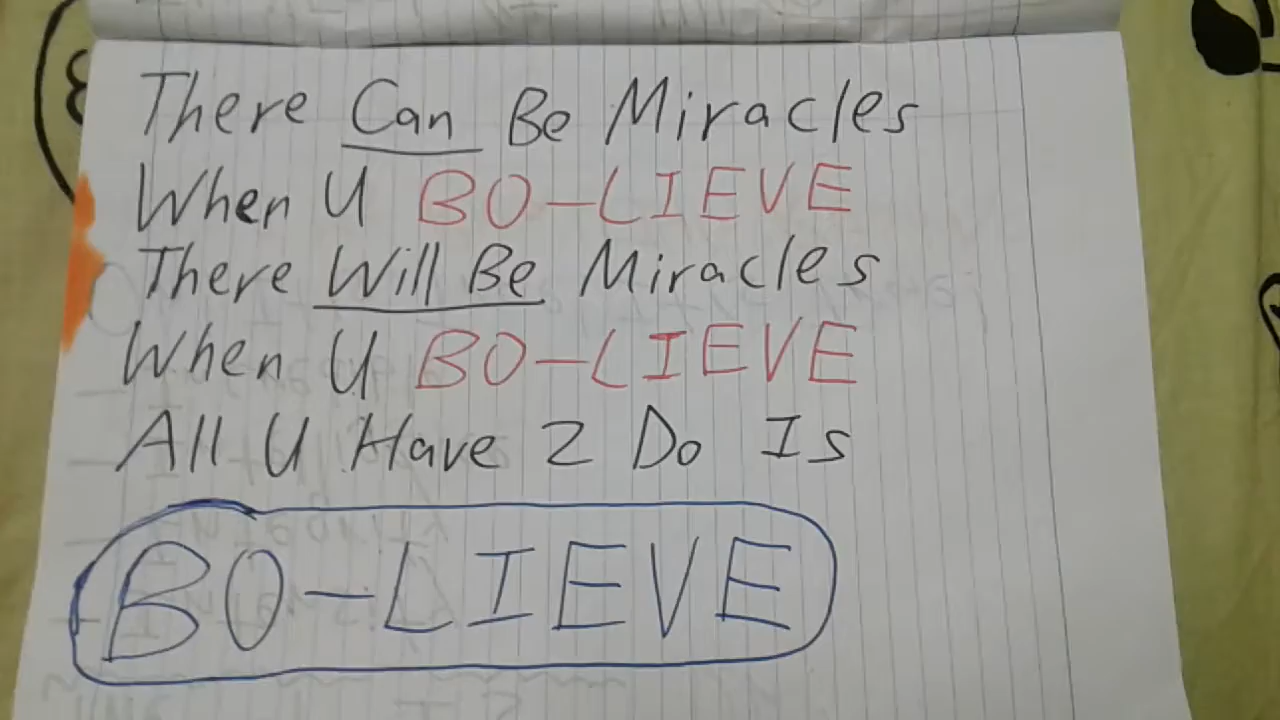 There Can Be Miracles
When U BO-LIEVE
There Will Be Miracles
When U BO-LIEVE
All U Have 2 Do Is
BO-LIEVE